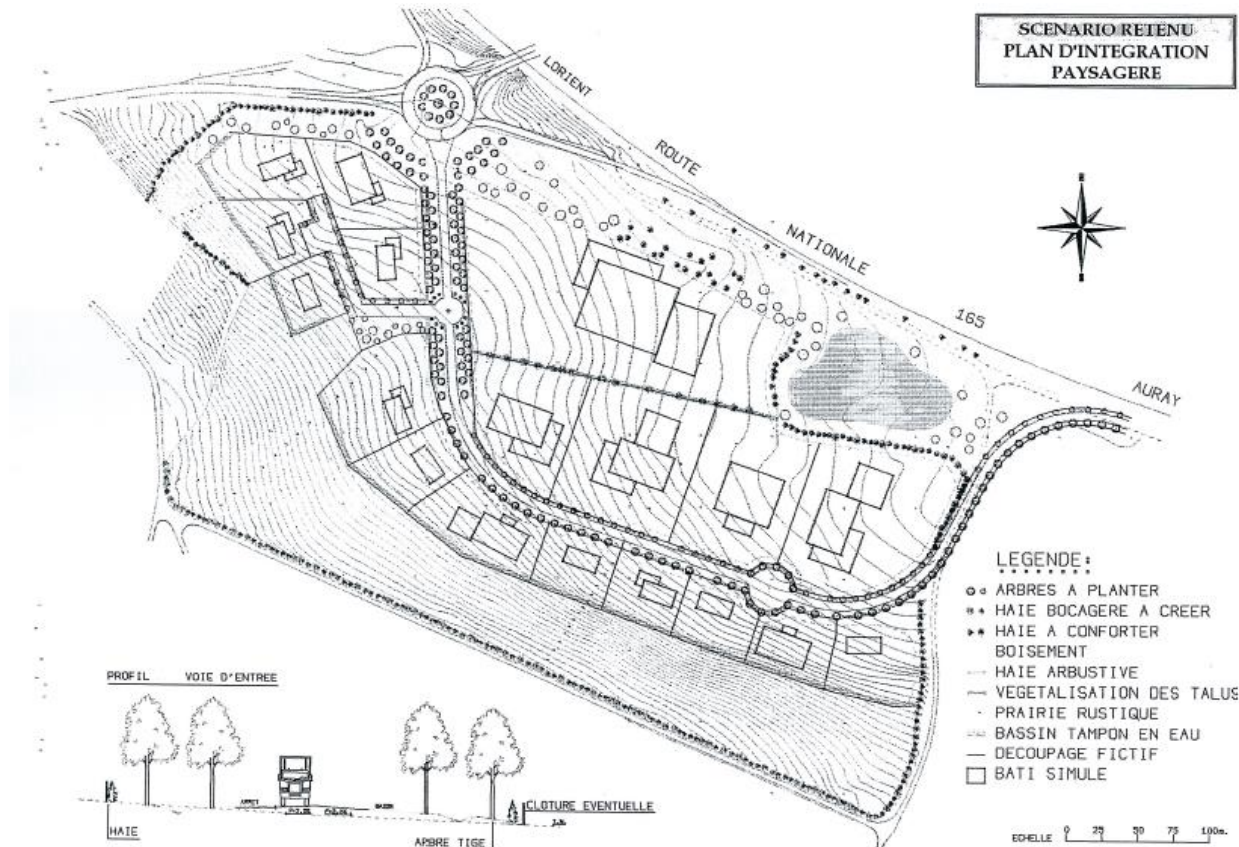 SCENARIO RETENU
PLAN D'INTEGRATION
PAYSAGERE
LORIENT
ROUTE
NATIONALE
165
AURAY
LEGENDE:
ARBRES A PLANTER
HAIE BOCAGERE A CREER
HAIE A CONFORTER
BOISEMENT
HAIE ARBUSTIVE
VEGETALISATION DES TALUS
PRAIRIE RUSTIQUE
BASSIN TAMPON EN EAU
DECOUPAGE FICTIF
BATI SIMULE
PROFIL VOIE D'ENTREE
CLOTURE EVENTUELLE
HAIE
ARBRE TIGE
ECHELLE 0 25 50 75 100m.